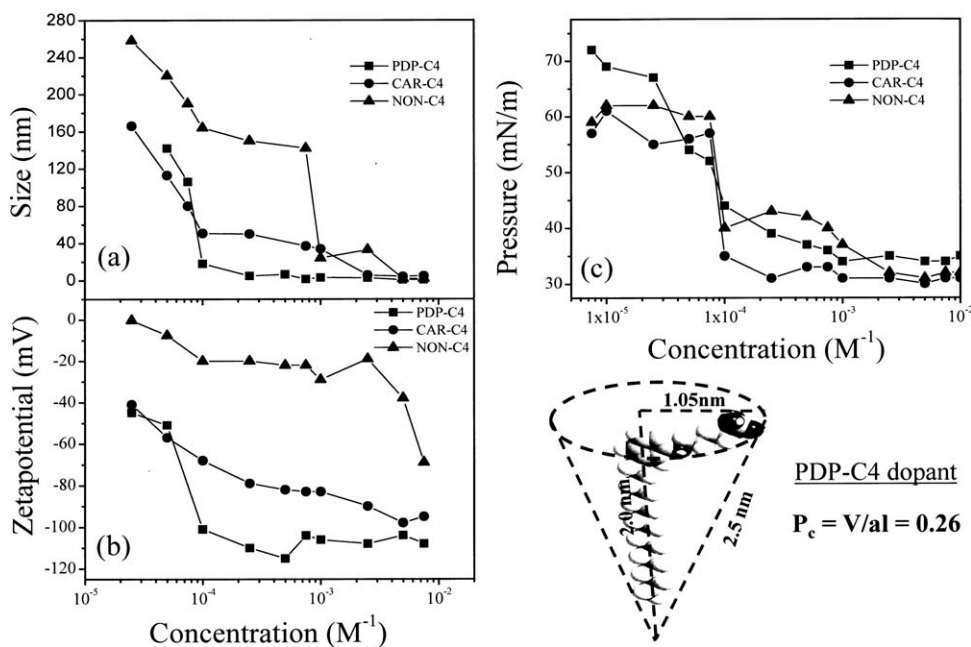 280
240
200
160
120
80
40
0
Size (nm)
PDP-C4
CAR-C4
NON-C4
(a)
0
-20
-40
-60
-80
-100
-120
Zetapotential (mV)
PDP-C4
CAR-C4
NON-C4
(b)
10⁻⁵ 10⁻⁴ 10⁻³ 10⁻²
Concentration (M⁻¹)
70
60
50
40
30
Pressure (mN/m)
PDP-C4
CAR-C4
NON-C4
(c)
1x10⁻⁵ 1x10⁻⁴ 10⁻³ 10⁻²
Concentration (M⁻¹)
1.05nm
2.0 nm
2.5 nm
PDP-C4 dopant
P_c = V/al = 0.26